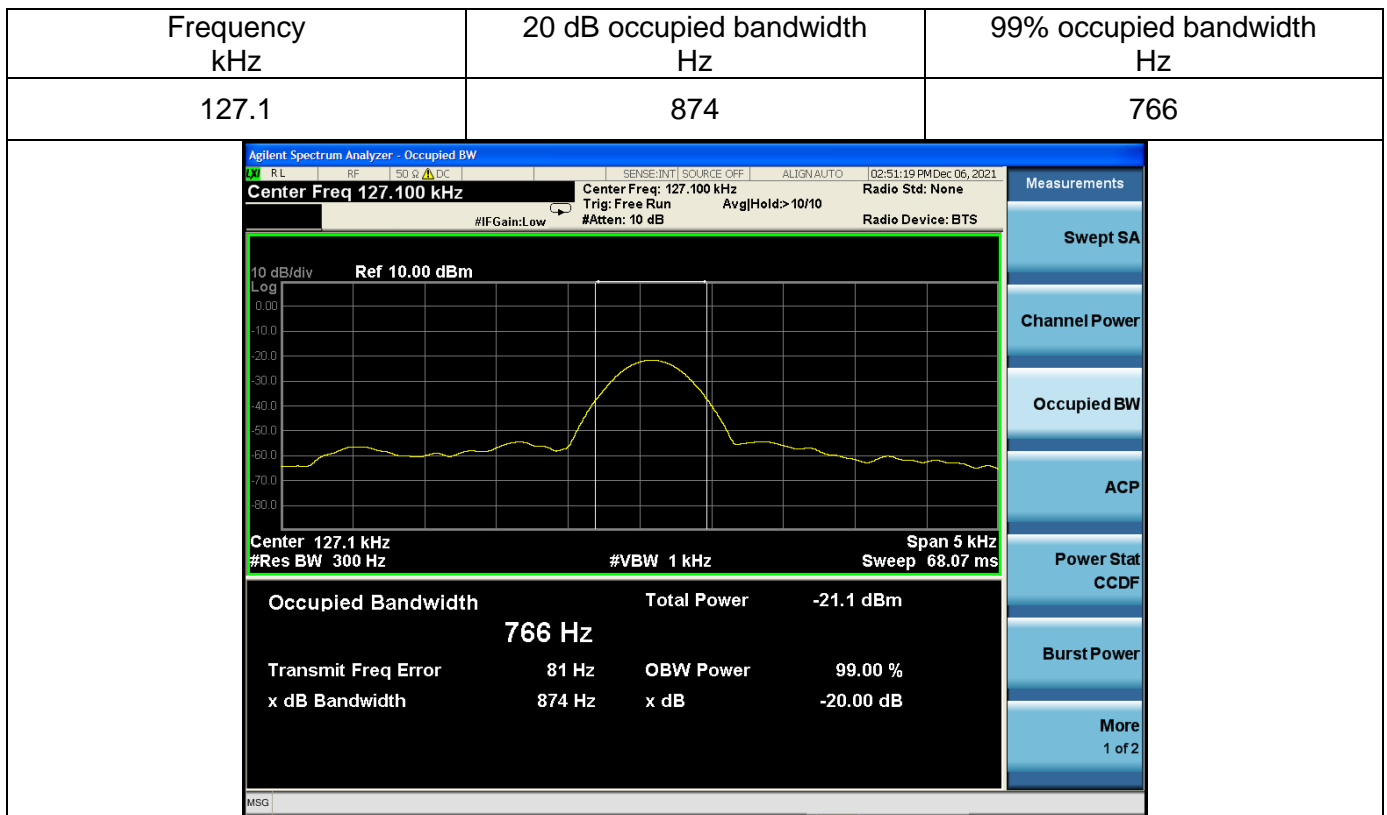 Frequency
kHz
20 dB occupied bandwidth
Hz
99% occupied bandwidth
Hz
127.1
874
766
Agilent Spectrum Analyzer - Occupied BW
LXI RL RF 50 Ω DC SENSE:INT SOURCE OFF ALIGN AUTO 02:51:19 PM Dec 06, 2021
Center Freq 127.100 kHz
Center Freq: 127.100 kHz
Radio Std: None
Trig: Free Run Avg|Hold:>10/10
#IFGain:Low
#Atten: 10 dB
Radio Device: BTS
10 dB/div Ref 10.00 dBm
Log
0.00
-10.0
-20.0
-30.0
-40.0
-50.0
-60.0
-70.0
-80.0
Center 127.1 kHz Span 5 kHz
#Res BW 300 Hz #VBW 1 kHz Sweep 68.07 ms
Occupied Bandwidth Total Power -21.1 dBm
766 Hz
Transmit Freq Error 81 Hz OBW Power 99.00 %
x dB Bandwidth 874 Hz x dB -20.00 dB
MSG
Measurements
Swept SA
Channel Power
Occupied BW
ACP
Power Stat
CCDF
Burst Power
More
1 of 2